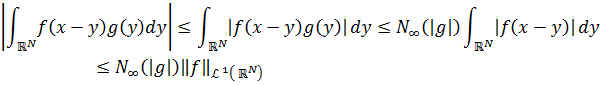 |∫_{ℝ^N} f(x − y)g(y)dy| ≤ ∫_{ℝ^N} |f(x − y)g(y)| dy ≤ N_∞(|g|) ∫_{ℝ^N} |f(x − y)| dy
≤ N_∞(|g|)‖f‖_{ℒ^1(ℝ^N)}